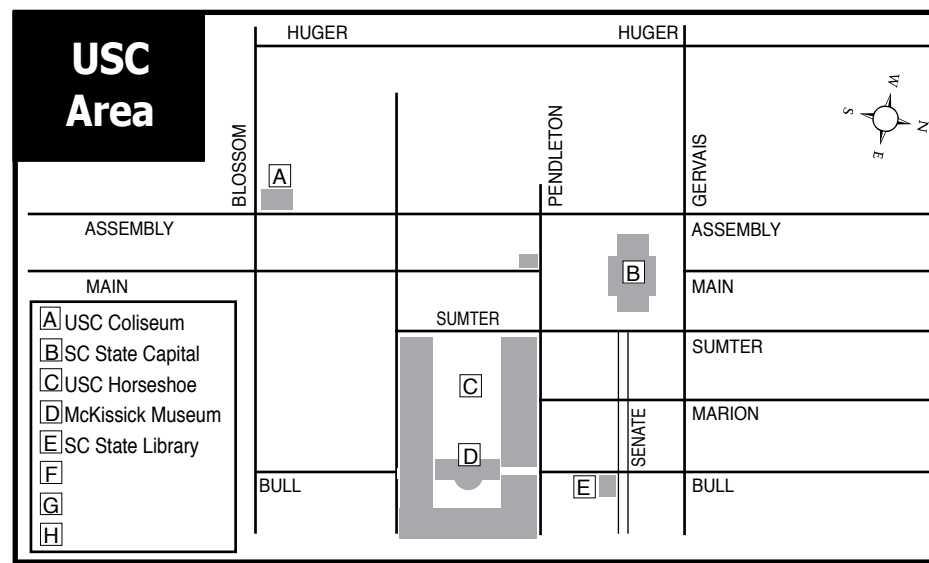 USC
Area
HUGER
HUGER
W
S
N
E
BLOSSOM
PENDLETON
GERVAIS
A
ASSEMBLY
ASSEMBLY
B
MAIN
MAIN
A USC Coliseum
B SC State Capital
C USC Horseshoe
D McKissick Museum
E SC State Library
F
G
H
SUMTER
SUMTER
C
MARION
SENATE
D
BULL
E
BULL